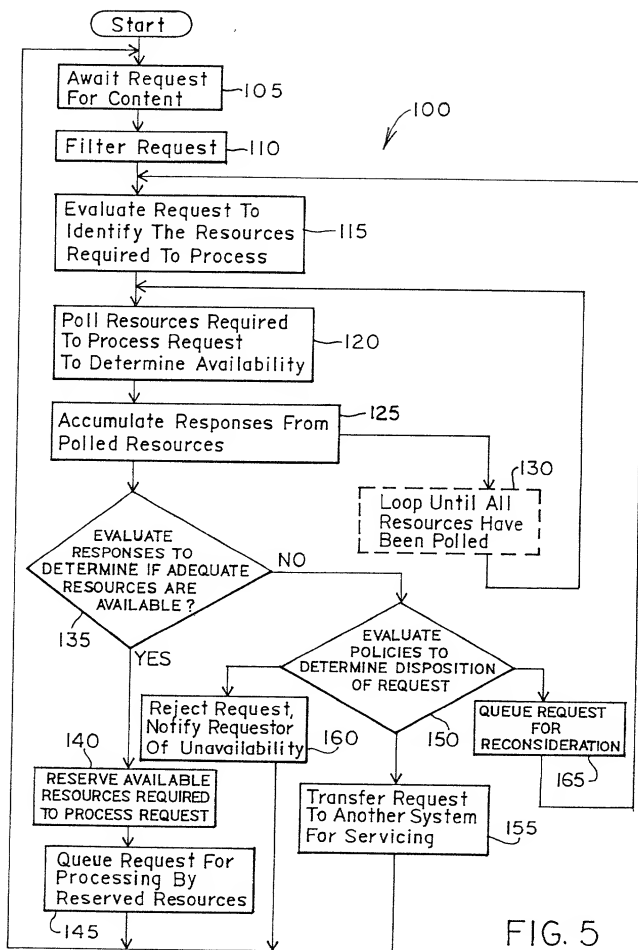 Start
Await Request
For Content
105
100
Filter Request
110
Evaluate Request To
Identify The Resources
Required To Process
115
Poll Resources Required
To Process Request
To Determine Availability
120
Accumulate Responses From
Polled Resources
125
130
Loop Until All
Resources Have
Been Polled
EVALUATE
RESPONSES TO
DETERMINE IF ADEQUATE
RESOURCES ARE
AVAILABLE?
135
NO
YES
EVALUATE
POLICIES TO
DETERMINE DISPOSITION
OF REQUEST
150
Reject Request,
Notify Requestor
Of Unavailability
160
QUEUE REQUEST
FOR
RECONSIDERATION
165
140
RESERVE AVAILABLE
RESOURCES REQUIRED
TO PROCESS REQUEST
Transfer Request
To Another System
For Servicing
155
Queue Request For
Processing By
Reserved Resources
145
FIG. 5